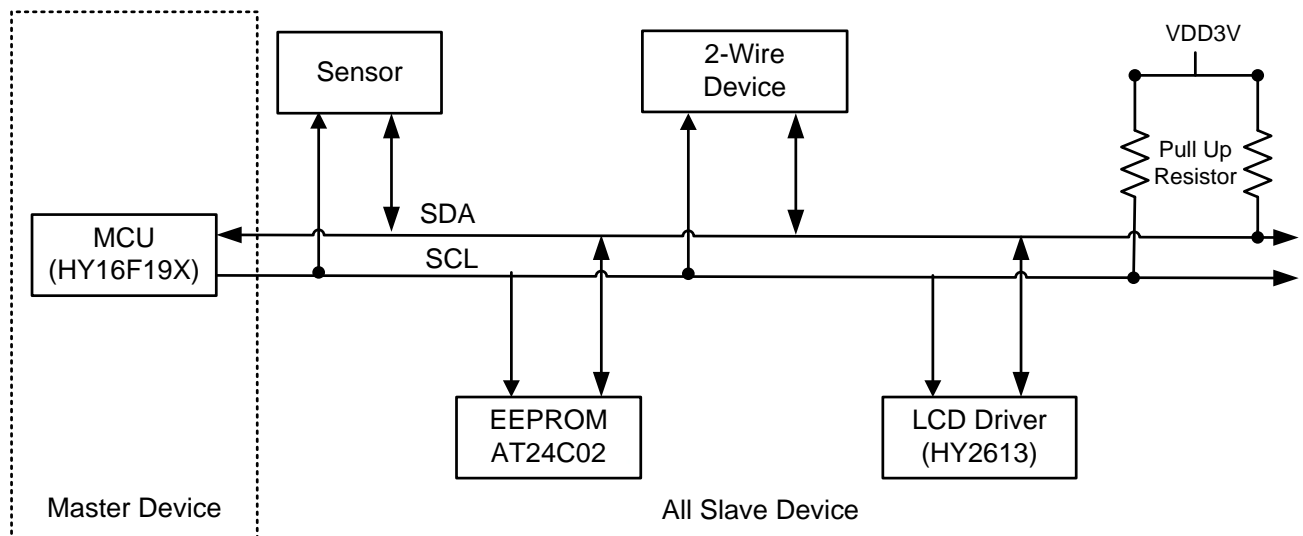 VDD3V
Sensor
2-Wire
Device
Pull Up
Resistor
SDA
MCU
(HY16F19X)
SCL
EEPROM
AT24C02
LCD Driver
(HY2613)
Master Device
All Slave Device